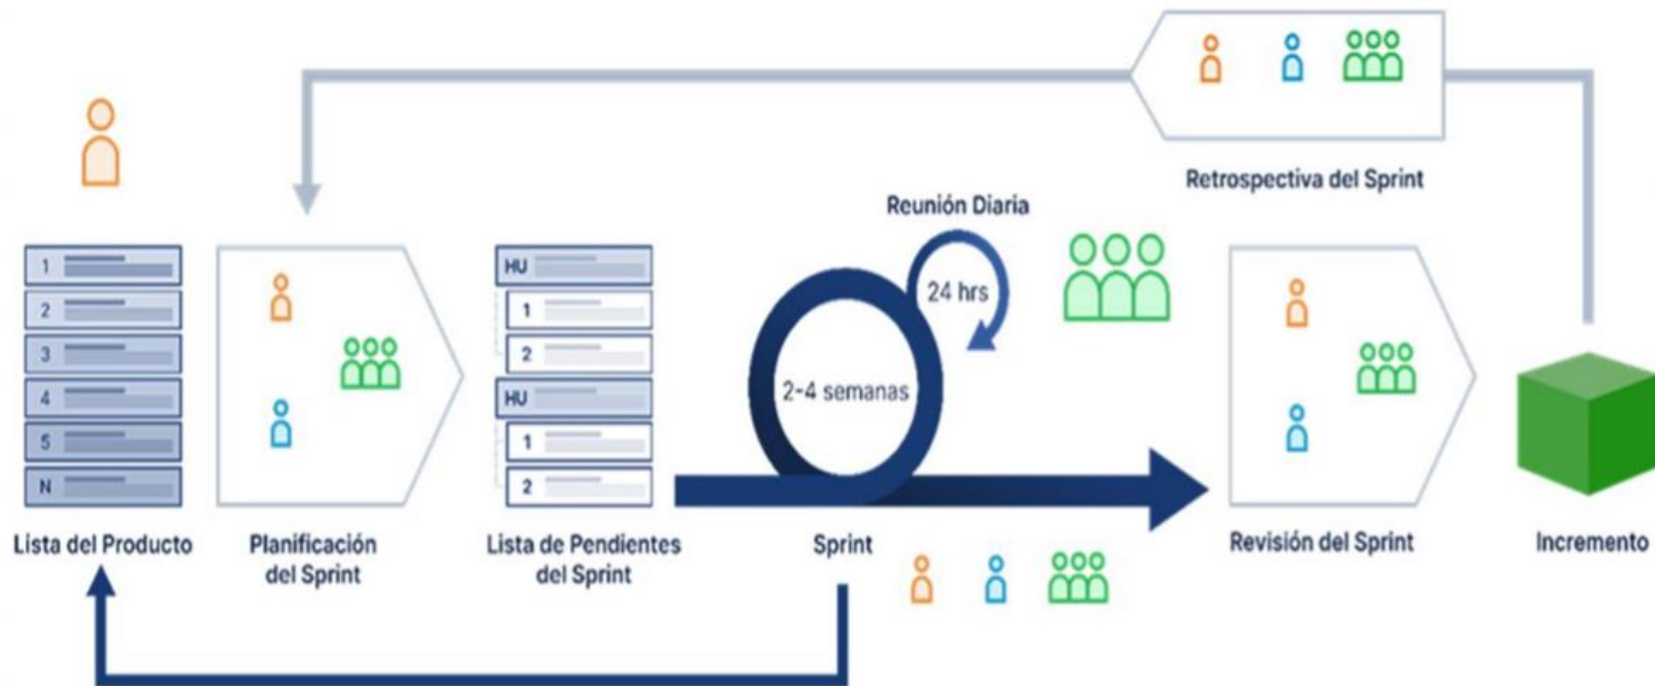 Retrospectiva del Sprint
Reunión Diaria
24 hrs
2-4 semanas
1
2
3
4
5
N
HU
1
2
HU
1
2
Lista del Producto
Planificación
del Sprint
Lista de Pendientes
del Sprint
Sprint
Revisión del Sprint
Incremento